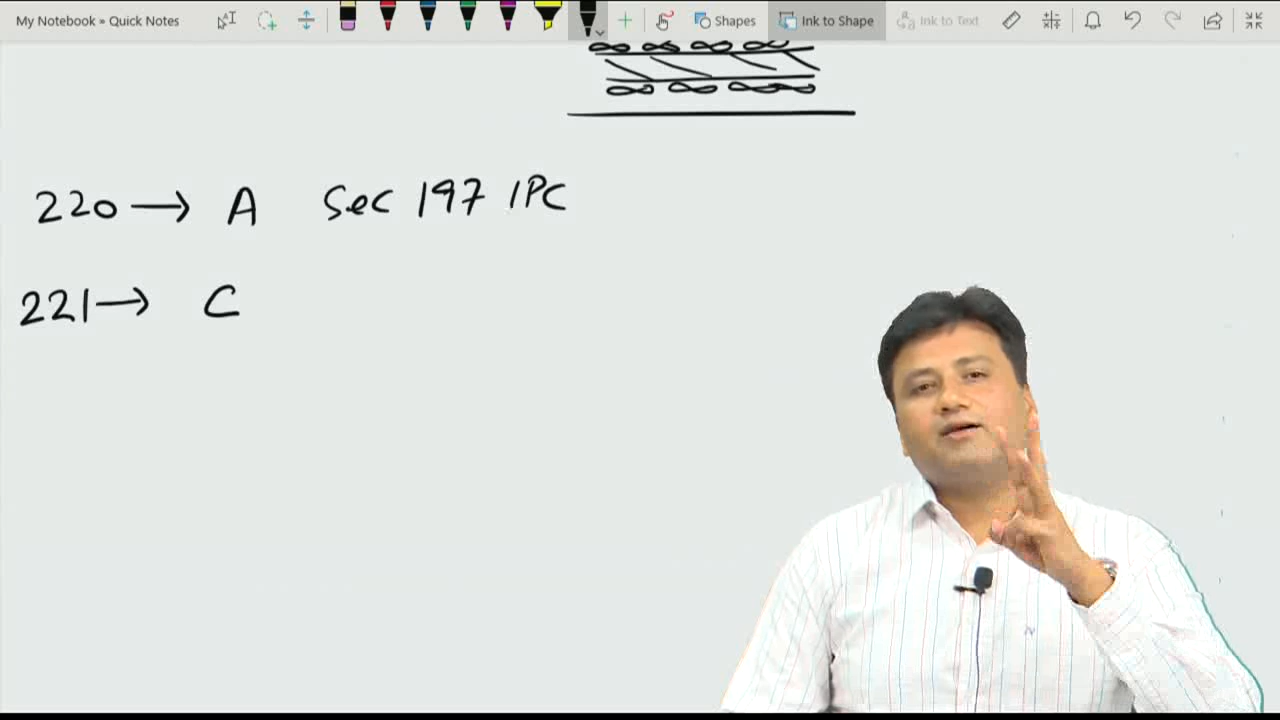 My Notebook » Quick Notes Shapes Ink to Shape Ink to Text
220 → A Sec 197 IPC
221 → C